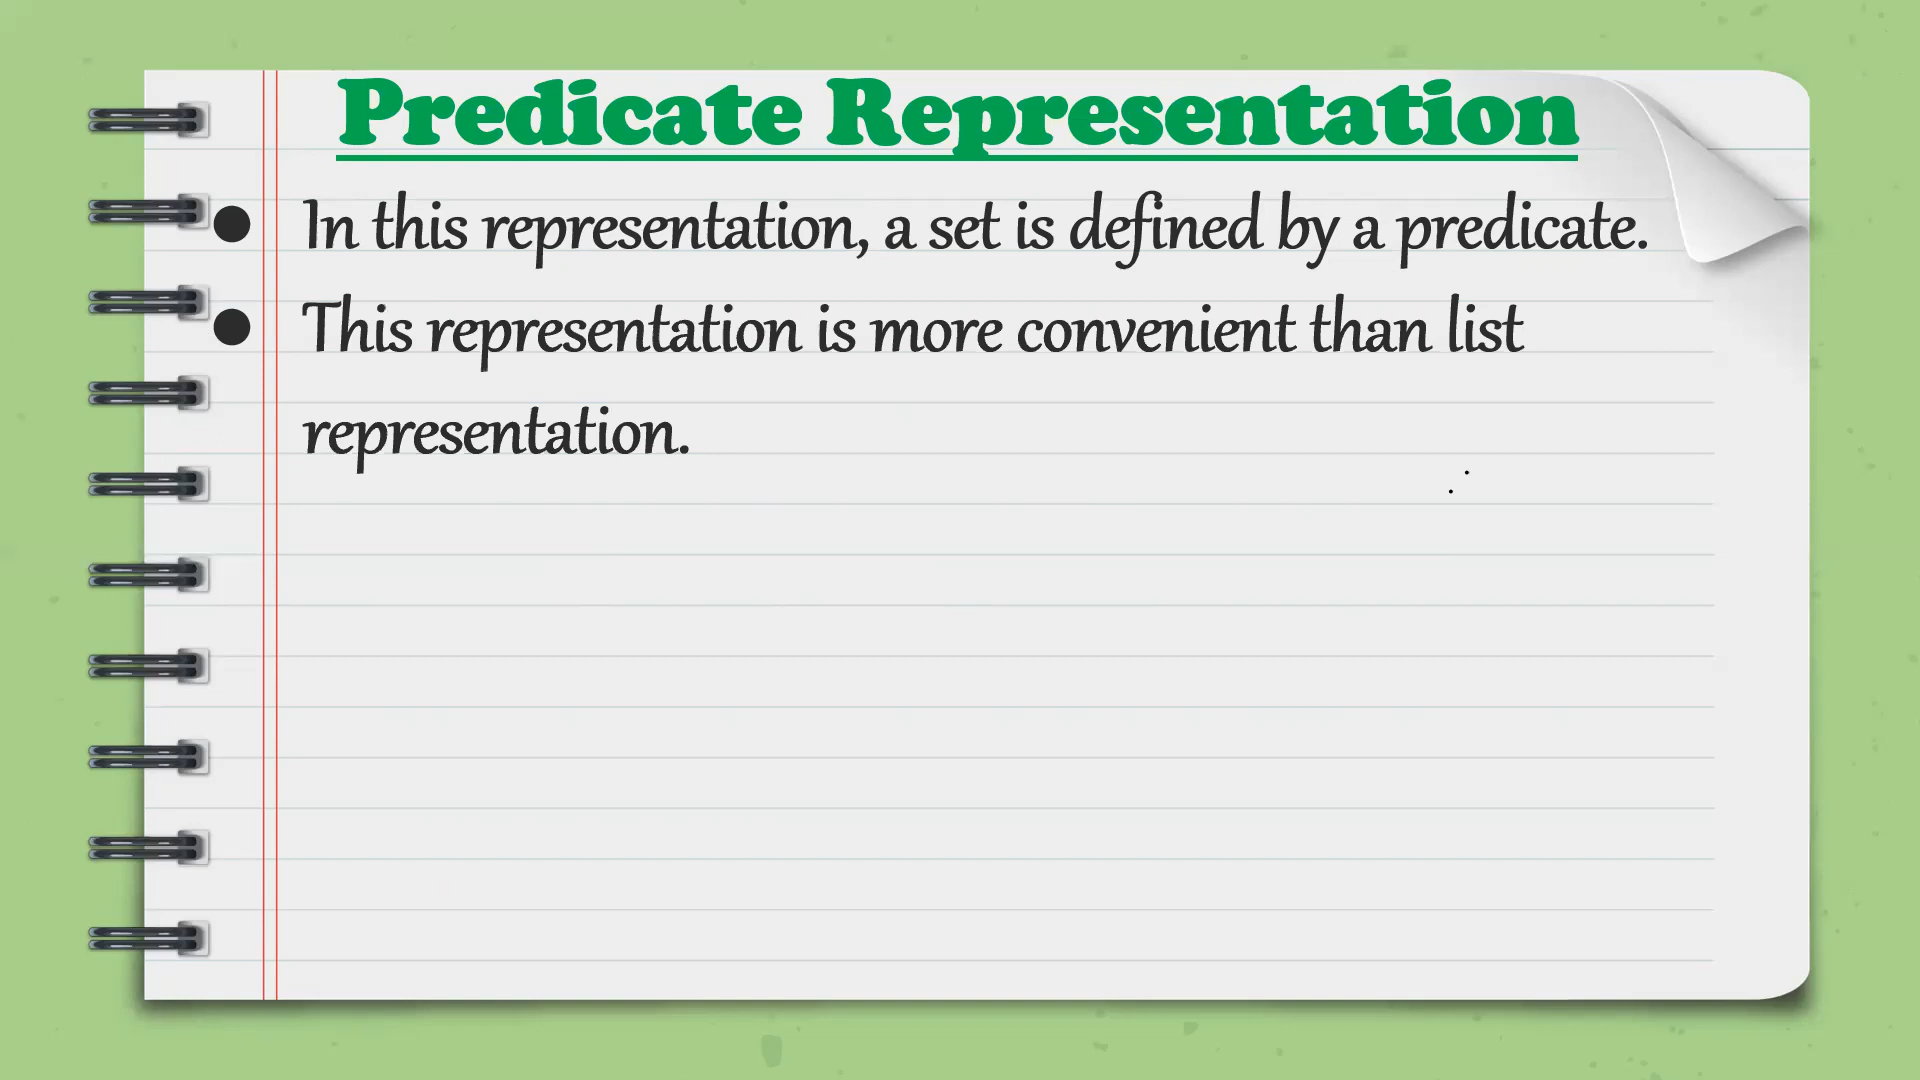 Predicate Representation
● In this representation, a set is defined by a predicate.
● This representation is more convenient than list
representation.